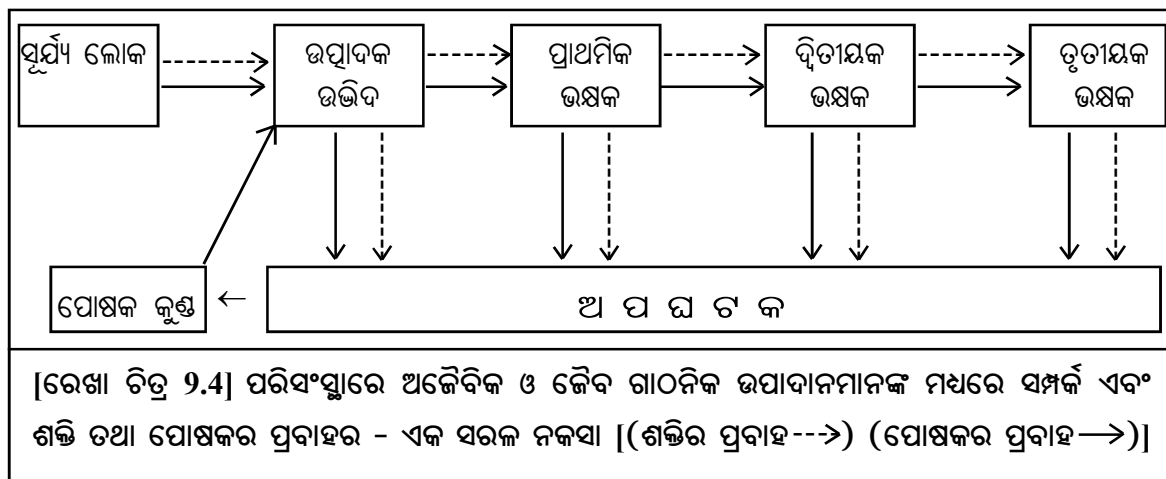 ସୂର୍ଯ୍ୟ ଲୋକ
ଉତ୍ପାଦକ
ଉଦ୍ଭିଦ
ପ୍ରାଥମିକ
ଭକ୍ଷକ
ଦ୍ୱିତୀୟକ
ଭକ୍ଷକ
ତୃତୀୟକ
ଭକ୍ଷକ
ପୋଷକ କୁଣ୍ଡ ←
ଅ ପ ଘ ଟ କ
[ରେଖା ଚିତ୍ର 9.4] ପରିସଂସ୍ଥାରେ ଅଜୈବିକ ଓ ଜୈବ ଗାଠନିକ ଉପାଦାନମାନଙ୍କ ମଧ୍ୟରେ ସମ୍ପର୍କ ଏବଂ
ଶକ୍ତି ତଥା ପୋଷକର ପ୍ରବାହର - ଏକ ସରଳ ନକସା [(ଶକ୍ତିର ପ୍ରବାହ--->) (ପୋଷକର ପ୍ରବାହ⟶)]